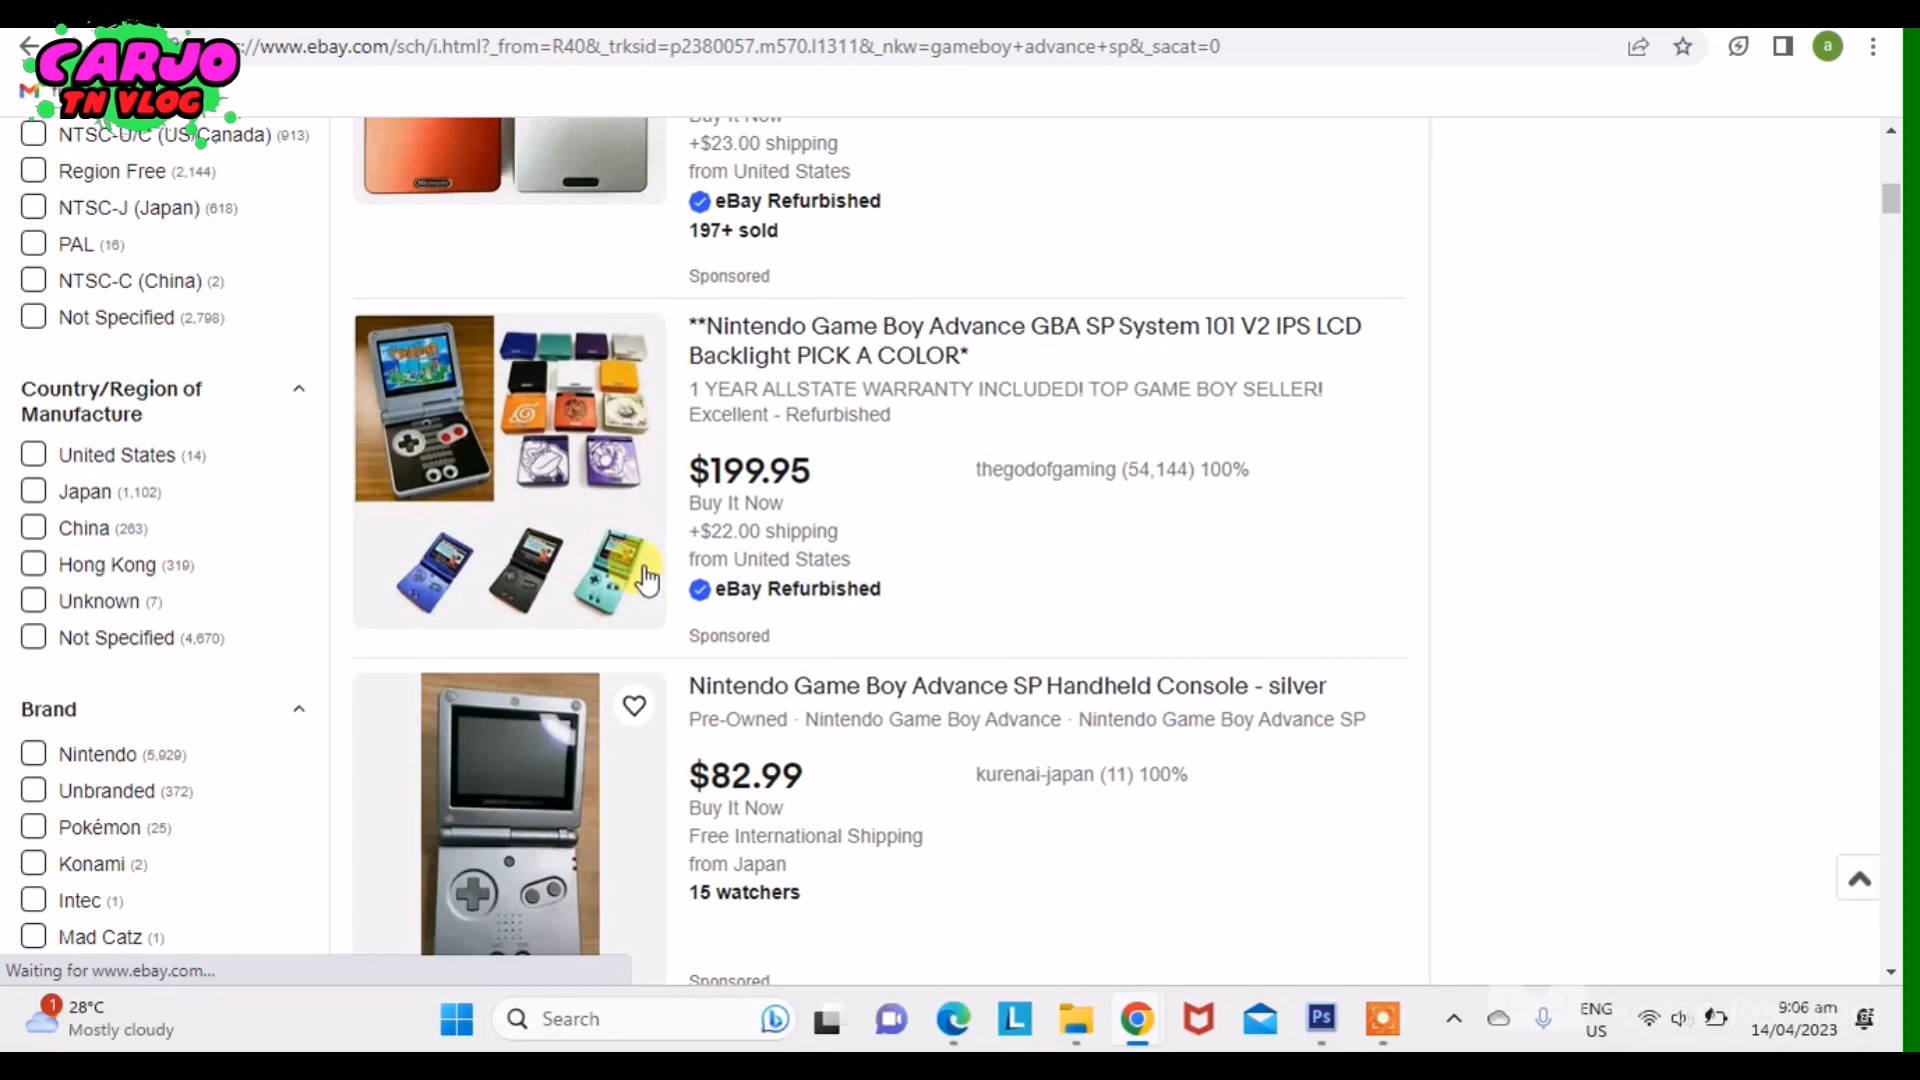 CARJO
TN VLOG
://www.ebay.com/sch/i.html?_from=R40&_trksid=p2380057.m570.l1311&_nkw=gameboy+advance+sp&_sacat=0
a
NTSC-U/C (US/Canada) (913)
Region Free (2,144)
NTSC-J (Japan) (618)
PAL (16)
NTSC-C (China) (2)
Not Specified (2,798)
Country/Region of
Manufacture
United States (14)
Japan (1,102)
China (263)
Hong Kong (319)
Unknown (7)
Not Specified (4,670)
Brand
Nintendo (5,929)
Unbranded (372)
Pokémon (25)
Konami (2)
Intec (1)
Mad Catz (1)
Buy It Now
+$23.00 shipping
from United States
eBay Refurbished
197+ sold
Sponsored
**Nintendo Game Boy Advance GBA SP System 101 V2 IPS LCD
Backlight PICK A COLOR*
1 YEAR ALLSTATE WARRANTY INCLUDED! TOP GAME BOY SELLER!
Excellent - Refurbished
$199.95
thegodofgaming (54,144) 100%
Buy It Now
+$22.00 shipping
from United States
eBay Refurbished
Sponsored
Nintendo Game Boy Advance SP Handheld Console - silver
Pre-Owned · Nintendo Game Boy Advance · Nintendo Game Boy Advance SP
$82.99
kurenai-japan (11) 100%
Buy It Now
Free International Shipping
from Japan
15 watchers
Sponsored
Waiting for www.ebay.com...
1
28°C
Mostly cloudy
Search
L
Ps
ENG
US
9:06 am
14/04/2023